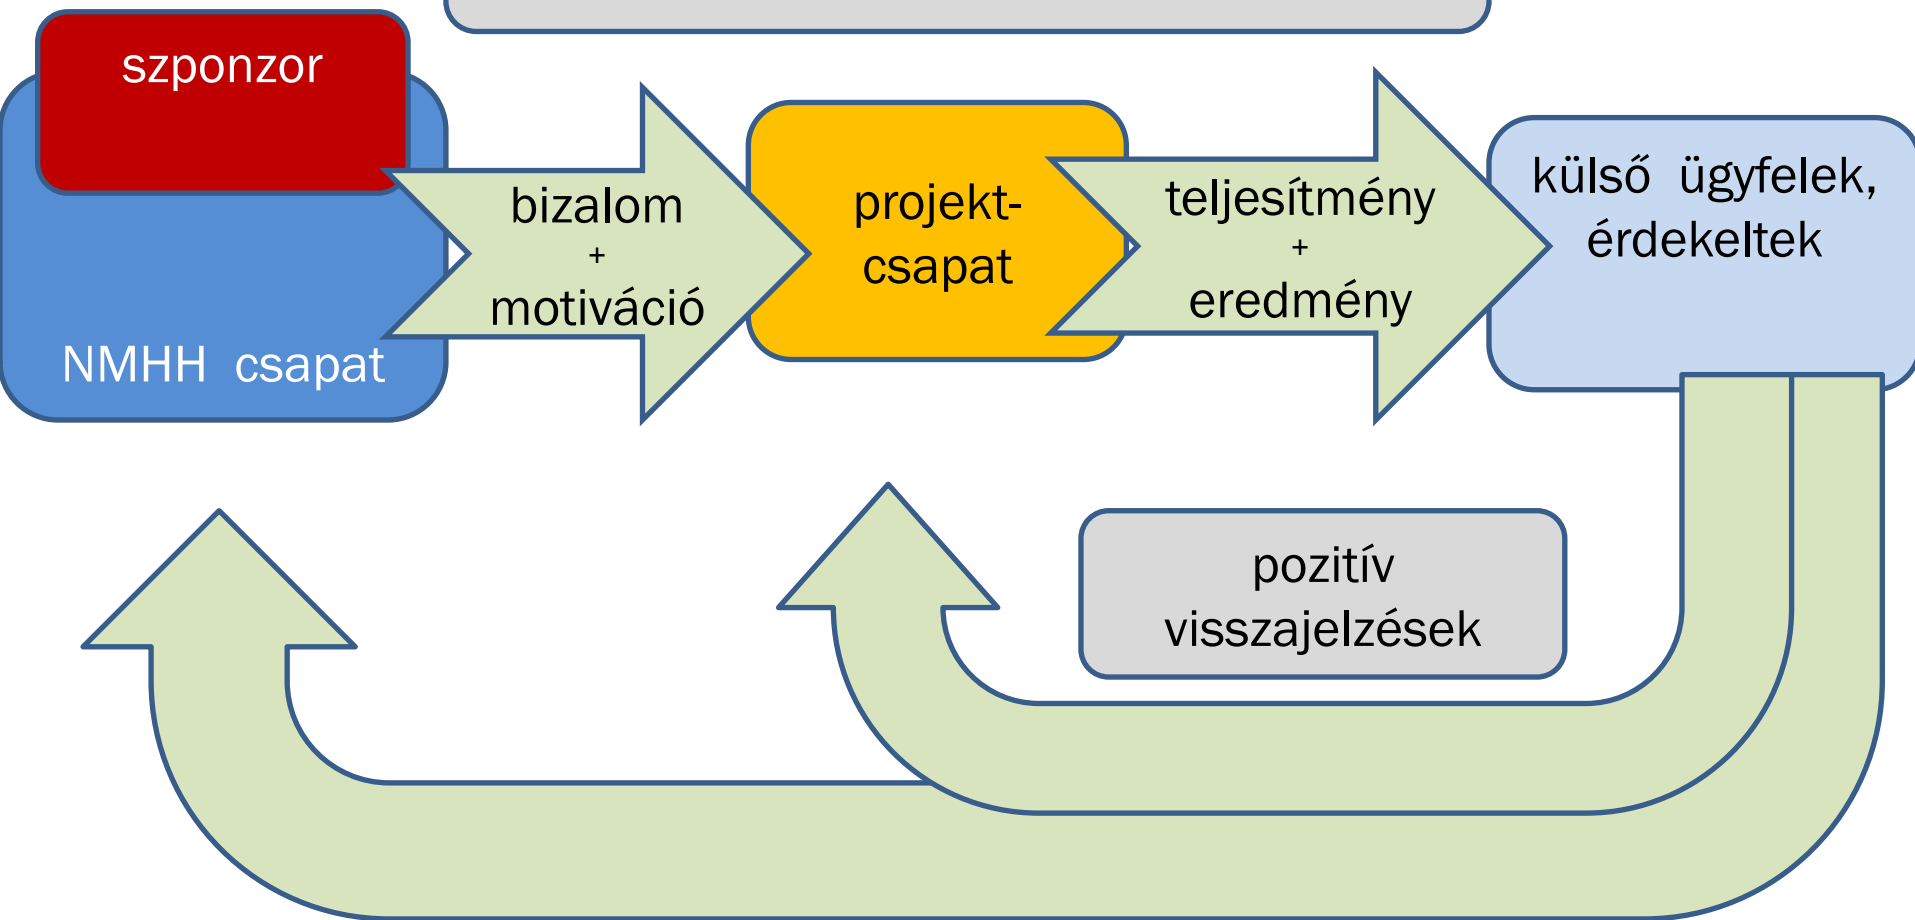 szponzor
NMHH csapat
bizalom
+
motiváció
projekt-
csapat
teljesítmény
+
eredmény
külső ügyfelek,
érdekeltek
pozitív
visszajelzések